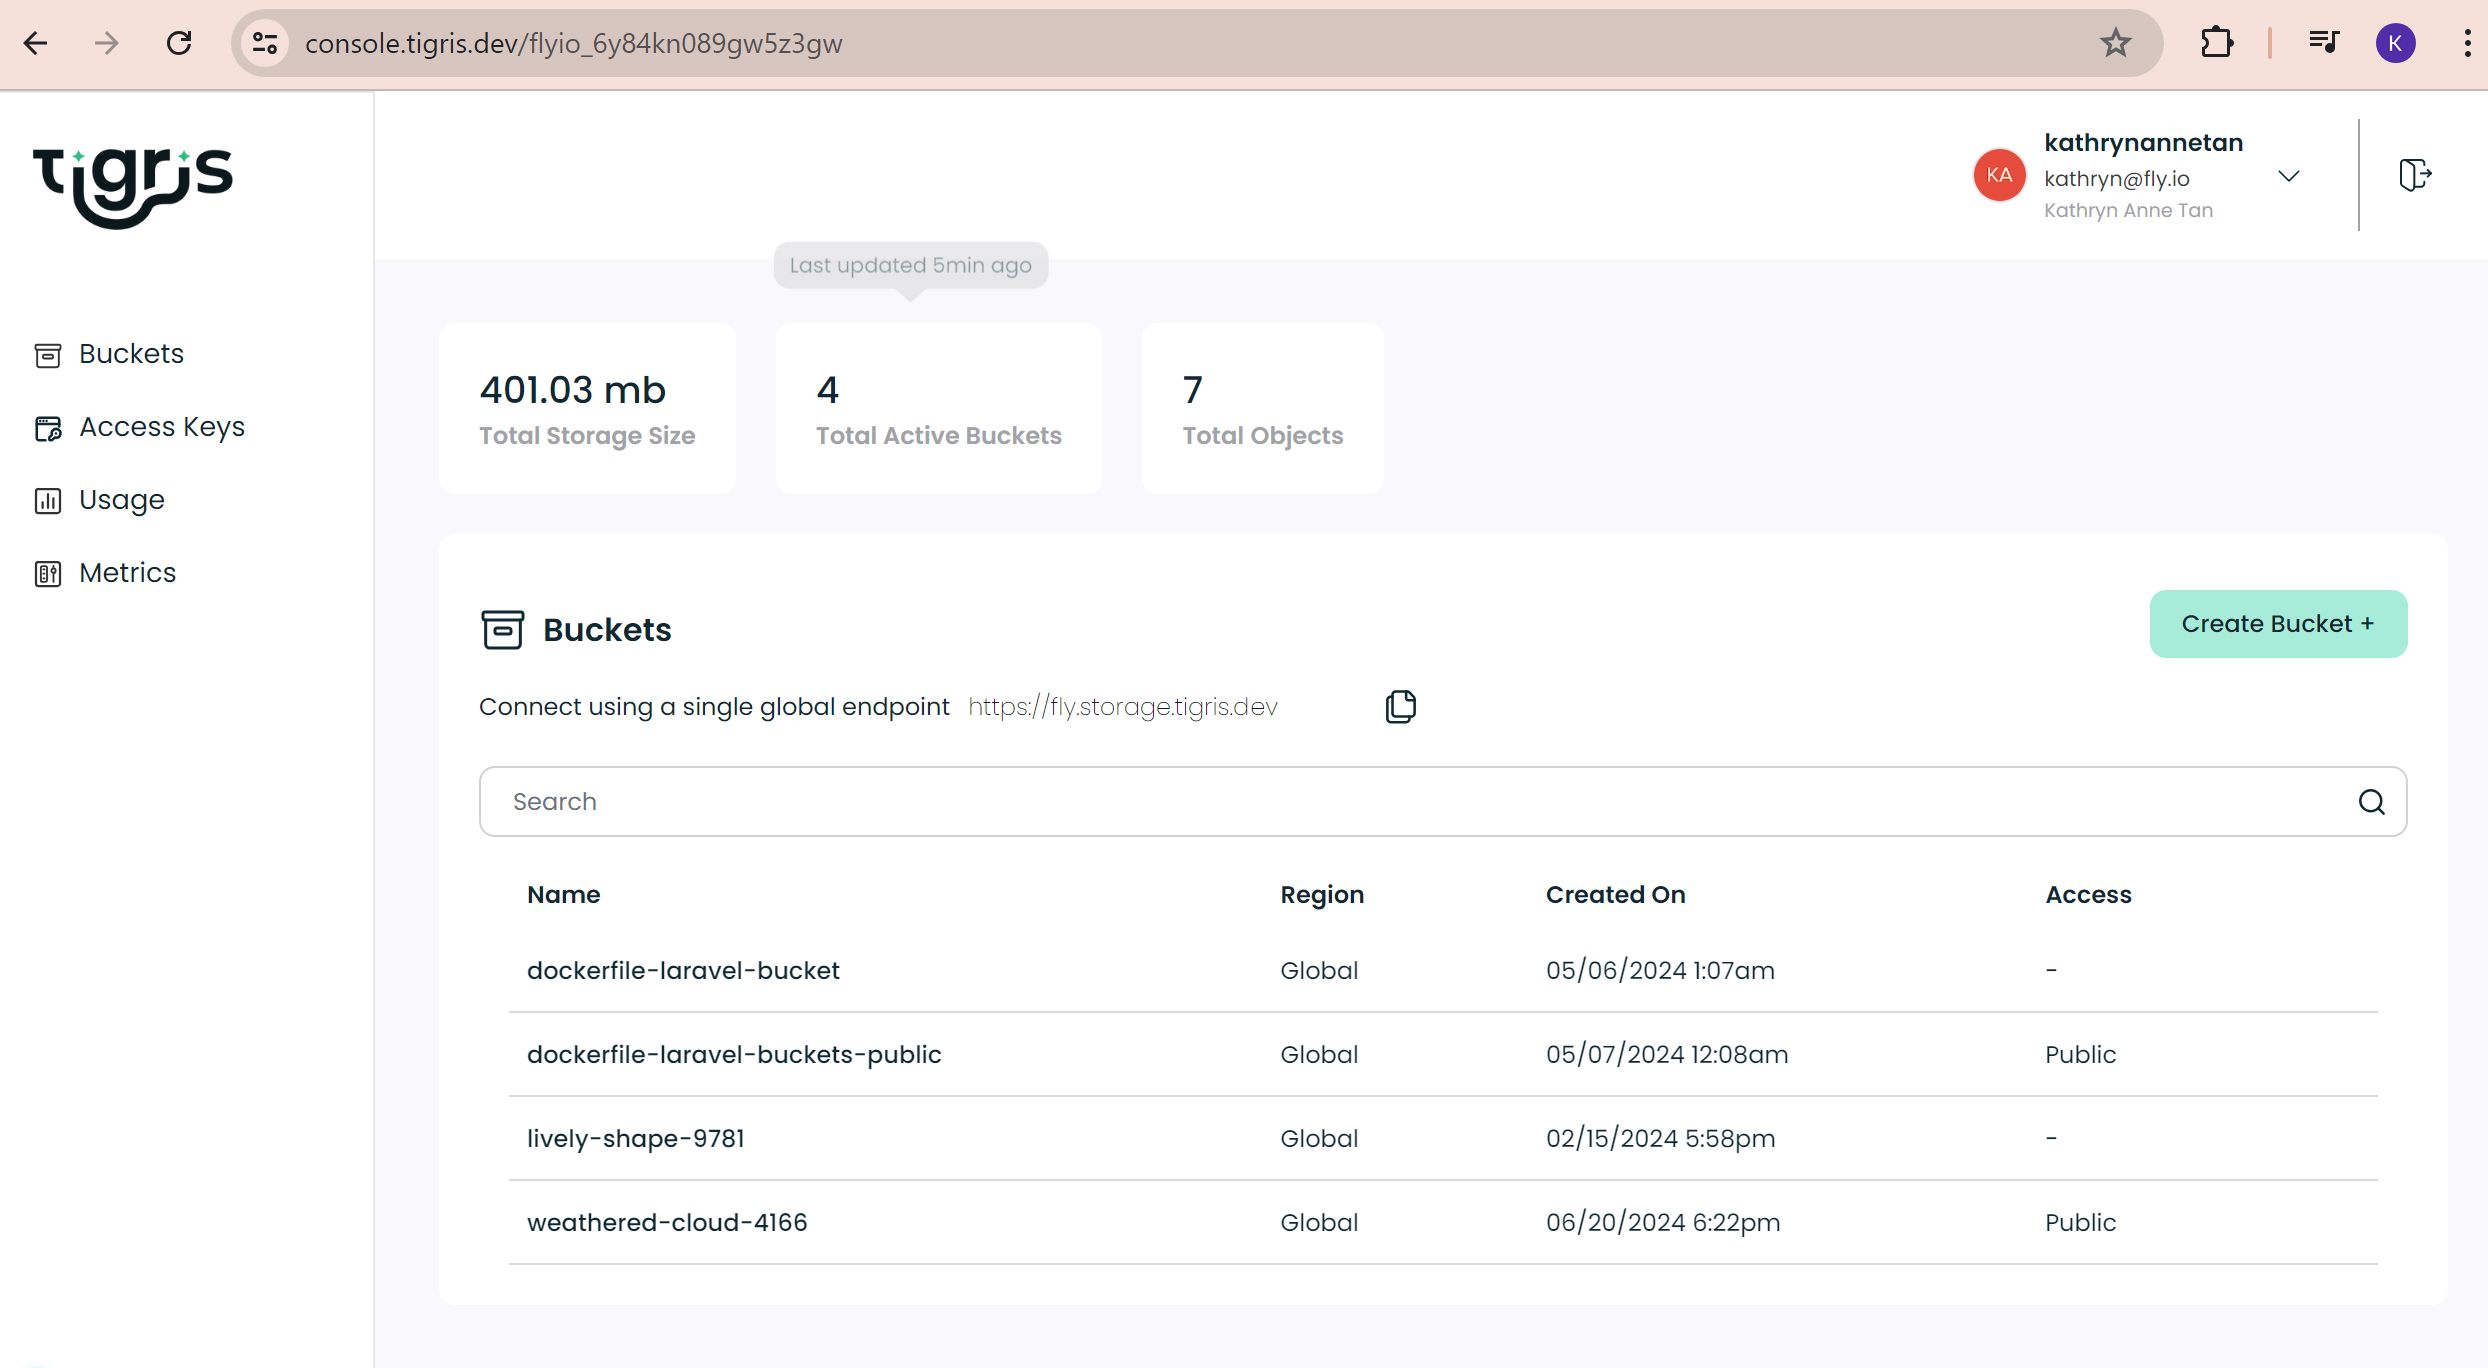 console.tigris.dev/flyio_6y84kn089gw5z3gw
K
tigris
kathrynannetan
KA
kathryn@fly.io
Kathryn Anne Tan
Buckets
Access Keys
Usage
Metrics
Last updated 5min ago
401.03 mb
Total Storage Size
4
Total Active Buckets
7
Total Objects
Buckets
Create Bucket +
Connect using a single global endpoint https://fly.storage.tigris.dev
Search
Name Region Created On Access
dockerfile-laravel-bucket Global 05/06/2024 1:07am -
dockerfile-laravel-buckets-public Global 05/07/2024 12:08am Public
lively-shape-9781 Global 02/15/2024 5:58pm -
weathered-cloud-4166 Global 06/20/2024 6:22pm Public